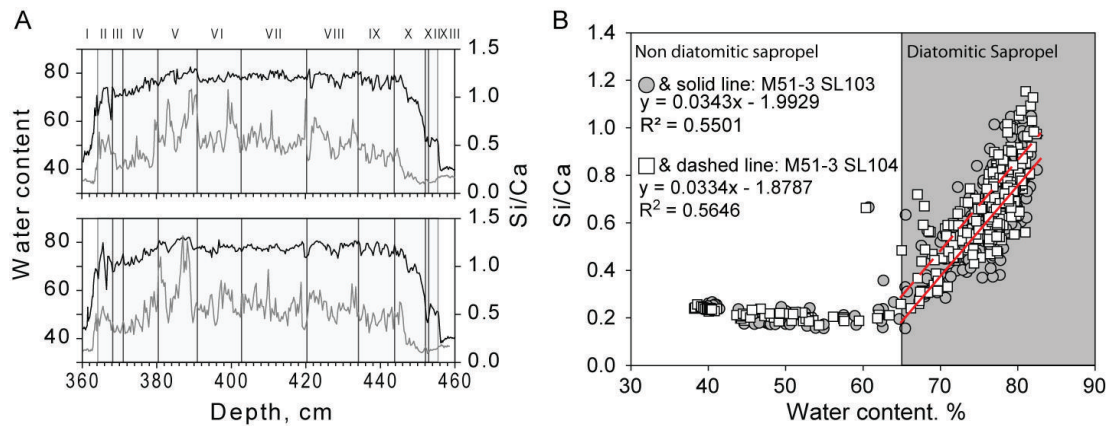 A
I II III IV V VI VII VIII IX X XI XII XIII
80
60
40
1.5
1.0
0.5
0.0
Water content
Si/Ca
80
60
40
1.5
1.0
0.5
0.0
360 380 400 420 440 460
Depth, cm
B
1.4
1.2
1.0
0.8
0.6
0.4
0.2
0.0
Si/Ca
Non diatomitic sapropel
Diatomitic Sapropel
& solid line: M51-3 SL103
y = 0.0343x - 1.9929
R² = 0.5501
& dashed line: M51-3 SL104
y = 0.0334x - 1.8787
R² = 0.5646
30 40 50 60 70 80 90
Water content. %